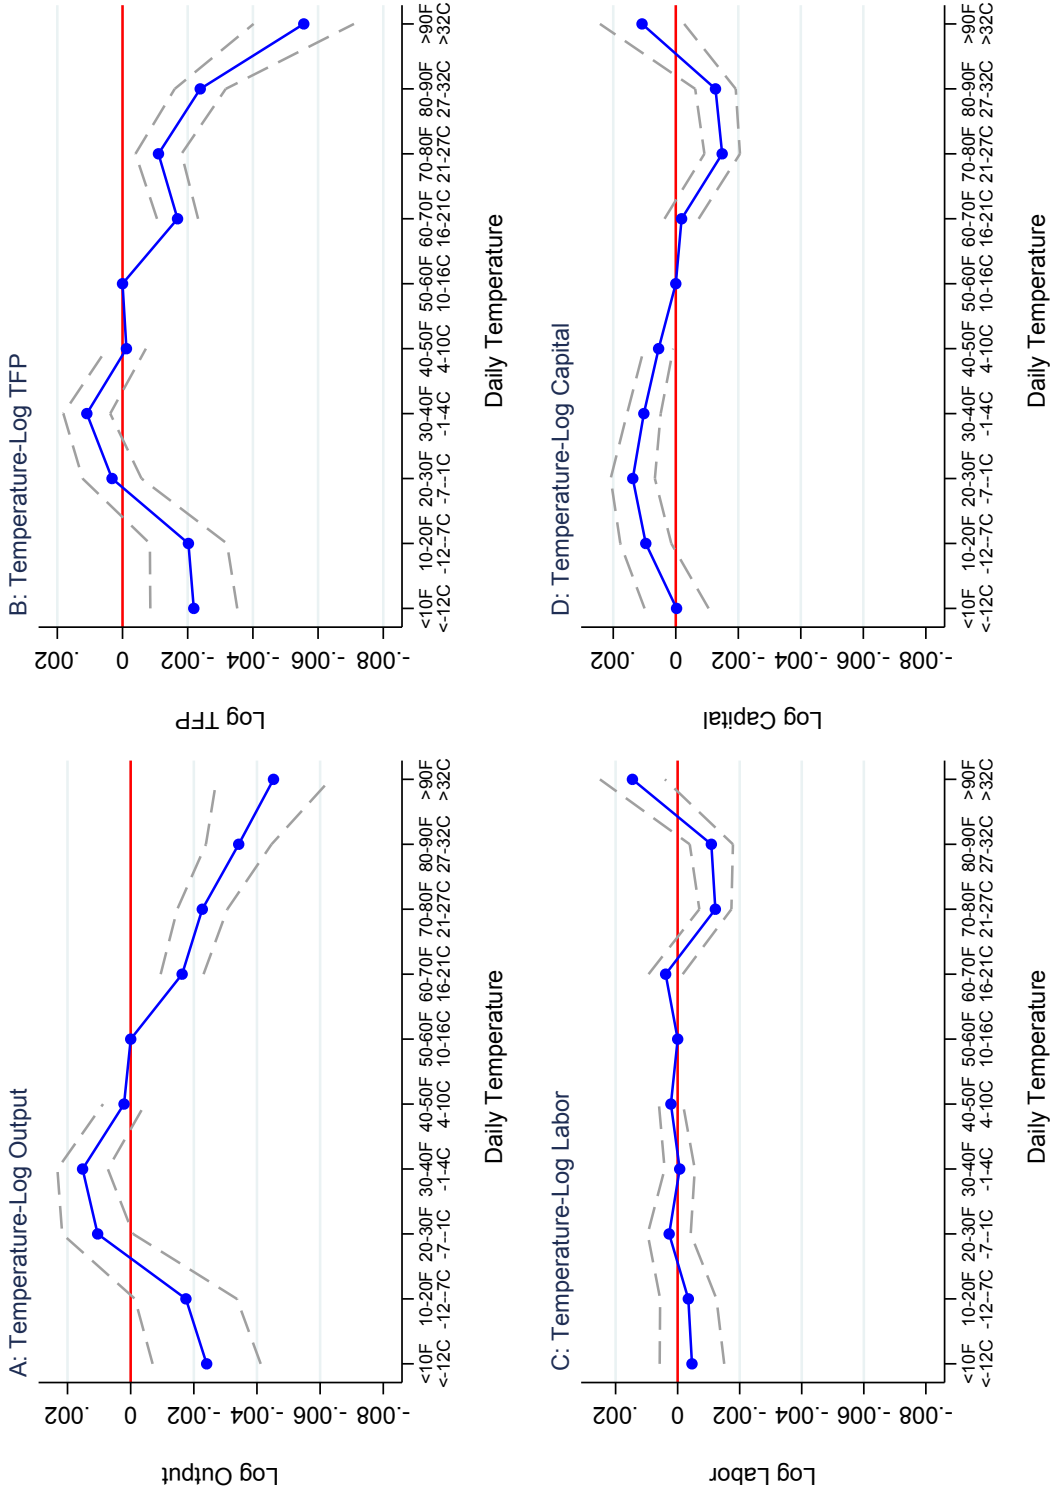 A: Temperature-Log Output
Log Output
.002
0
-.002
-.004
-.006
-.008
<10F 10-20F 20-30F 30-40F 40-50F 50-60F 60-70F 70-80F 80-90F >90F
<-12C -12--7C -7--1C -1-4C 4-10C 10-16C 16-21C 21-27C 27-32C >32C
Daily Temperature
B: Temperature-Log TFP
Log TFP
.002
0
-.002
-.004
-.006
-.008
<10F 10-20F 20-30F 30-40F 40-50F 50-60F 60-70F 70-80F 80-90F >90F
<-12C -12--7C -7--1C -1-4C 4-10C 10-16C 16-21C 21-27C 27-32C >32C
Daily Temperature
C: Temperature-Log Labor
Log Labor
.002
0
-.002
-.004
-.006
-.008
<10F 10-20F 20-30F 30-40F 40-50F 50-60F 60-70F 70-80F 80-90F >90F
<-12C -12--7C -7--1C -1-4C 4-10C 10-16C 16-21C 21-27C 27-32C >32C
Daily Temperature
D: Temperature-Log Capital
Log Capital
.002
0
-.002
-.004
-.006
-.008
<10F 10-20F 20-30F 30-40F 40-50F 50-60F 60-70F 70-80F 80-90F >90F
<-12C -12--7C -7--1C -1-4C 4-10C 10-16C 16-21C 21-27C 27-32C >32C
Daily Temperature